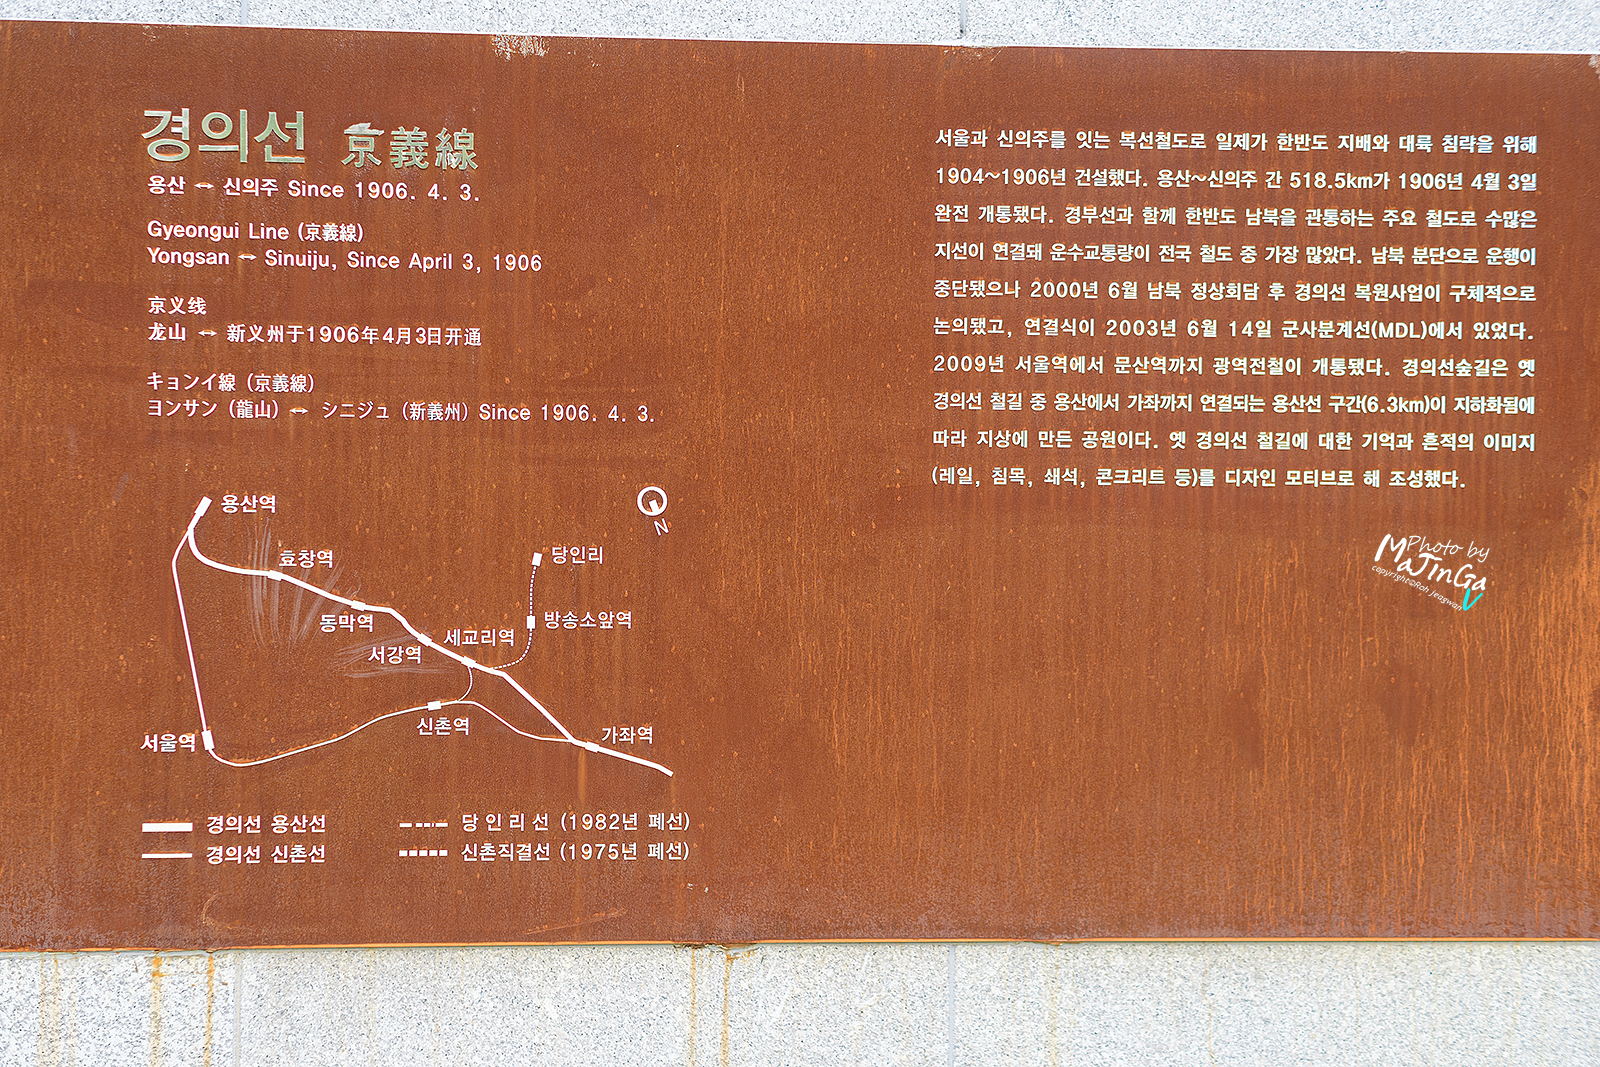 경의선 京義線
용산 ↔ 신의주 Since 1906. 4. 3.
Gyeongui Line (京義線)
Yongsan ↔ Sinuiju, Since April 3, 1906
京义线
龙山 ↔ 新义州于1906年4月3日开通
キョンイ線 (京義線)
ヨンサン (龍山) ↔ シニジュ (新義州) Since 1906. 4. 3.
서울과 신의주를 잇는 복선철도로 일제가 한반도 지배와 대륙 침략을 위해
1904~1906년 건설했다. 용산~신의주 간 518.5km가 1906년 4월 3일
완전 개통됐다. 경부선과 함께 한반도 남북을 관통하는 주요 철도로 수많은
지선이 연결돼 운수교통량이 전국 철도 중 가장 많았다. 남북 분단으로 운행이
중단됐으나 2000년 6월 남북 정상회담 후 경의선 복원사업이 구체적으로
논의됐고, 연결식이 2003년 6월 14일 군사분계선(MDL)에서 있었다.
2009년 서울역에서 문산역까지 광역전철이 개통됐다. 경의선숲길은 옛
경의선 철길 중 용산에서 가좌까지 연결되는 용산선 구간(6.3km)이 지하화됨에
따라 지상에 만든 공원이다. 옛 경의선 철길에 대한 기억과 흔적의 이미지
(레일, 침목, 쇄석, 콘크리트 등)를 디자인 모티브로 해 조성했다.
용산역
N
효창역
당인리
동막역
방송소앞역
세교리역
서강역
신촌역
가좌역
서울역
경의선 용산선
당인리선 (1982년 폐선)
경의선 신촌선
신촌직결선 (1975년 폐선)
Photo by
MaJinGa
copyright©Roh Jeagwan
V